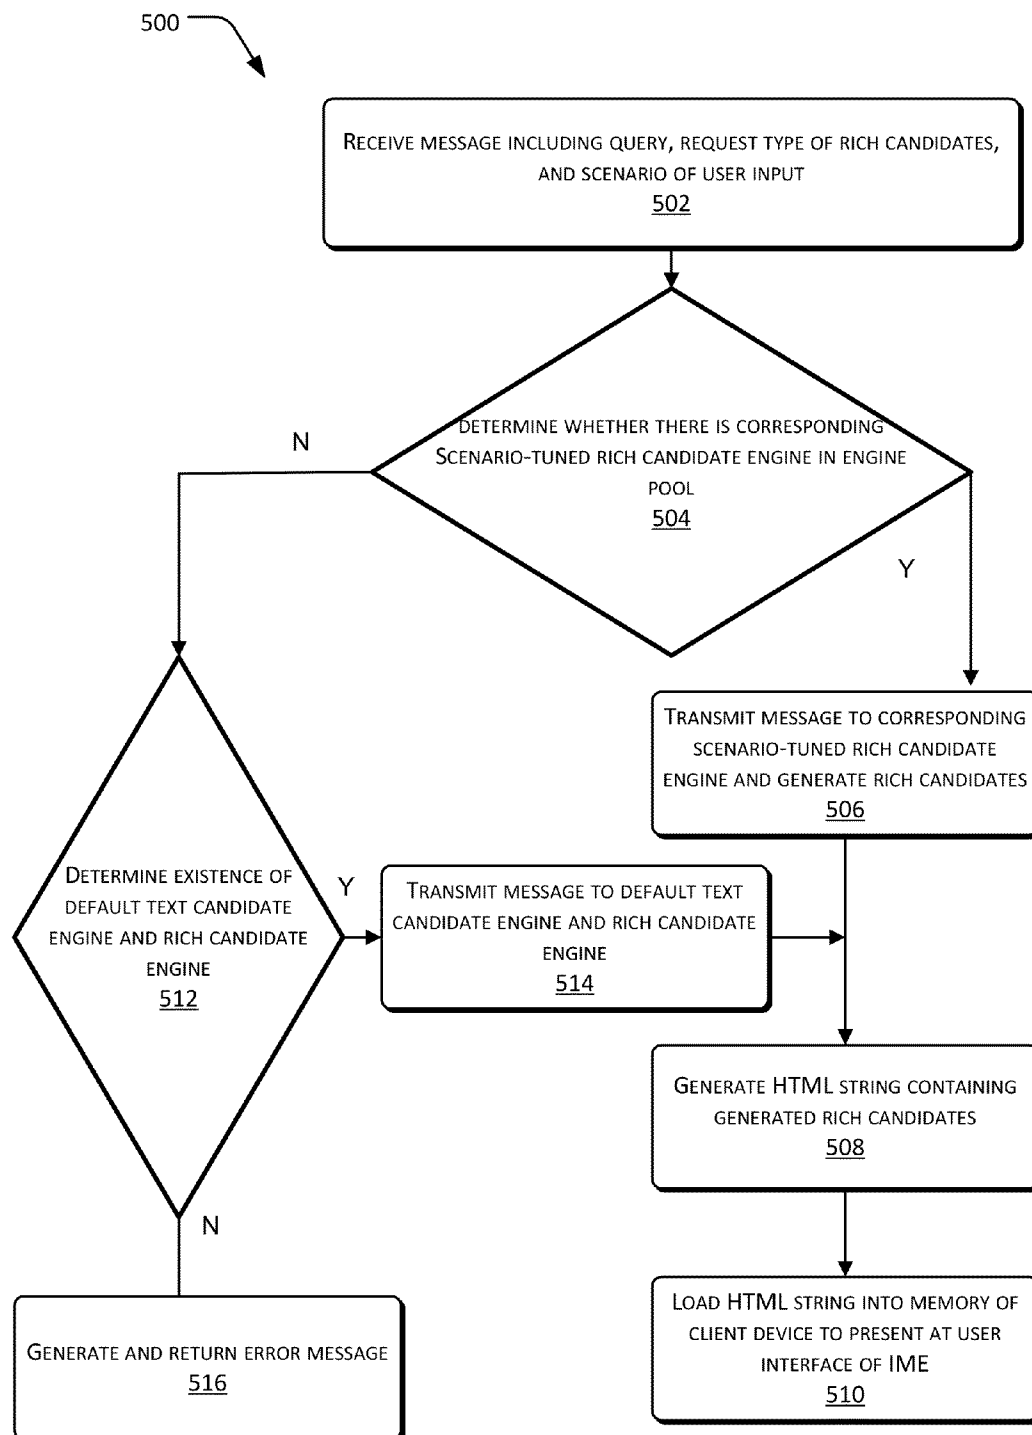 500
RECEIVE MESSAGE INCLUDING QUERY, REQUEST TYPE OF RICH CANDIDATES,
AND SCENARIO OF USER INPUT
502
DETERMINE WHETHER THERE IS CORRESPONDING
SCENARIO-TUNED RICH CANDIDATE ENGINE IN ENGINE
POOL
504
N
Y
TRANSMIT MESSAGE TO CORRESPONDING
SCENARIO-TUNED RICH CANDIDATE
ENGINE AND GENERATE RICH CANDIDATES
506
DETERMINE EXISTENCE OF
DEFAULT TEXT CANDIDATE
ENGINE AND RICH CANDIDATE
ENGINE
512
Y
TRANSMIT MESSAGE TO DEFAULT TEXT
CANDIDATE ENGINE AND RICH CANDIDATE
ENGINE
514
GENERATE HTML STRING CONTAINING
GENERATED RICH CANDIDATES
508
N
GENERATE AND RETURN ERROR MESSAGE
516
LOAD HTML STRING INTO MEMORY OF
CLIENT DEVICE TO PRESENT AT USER
INTERFACE OF IME
510